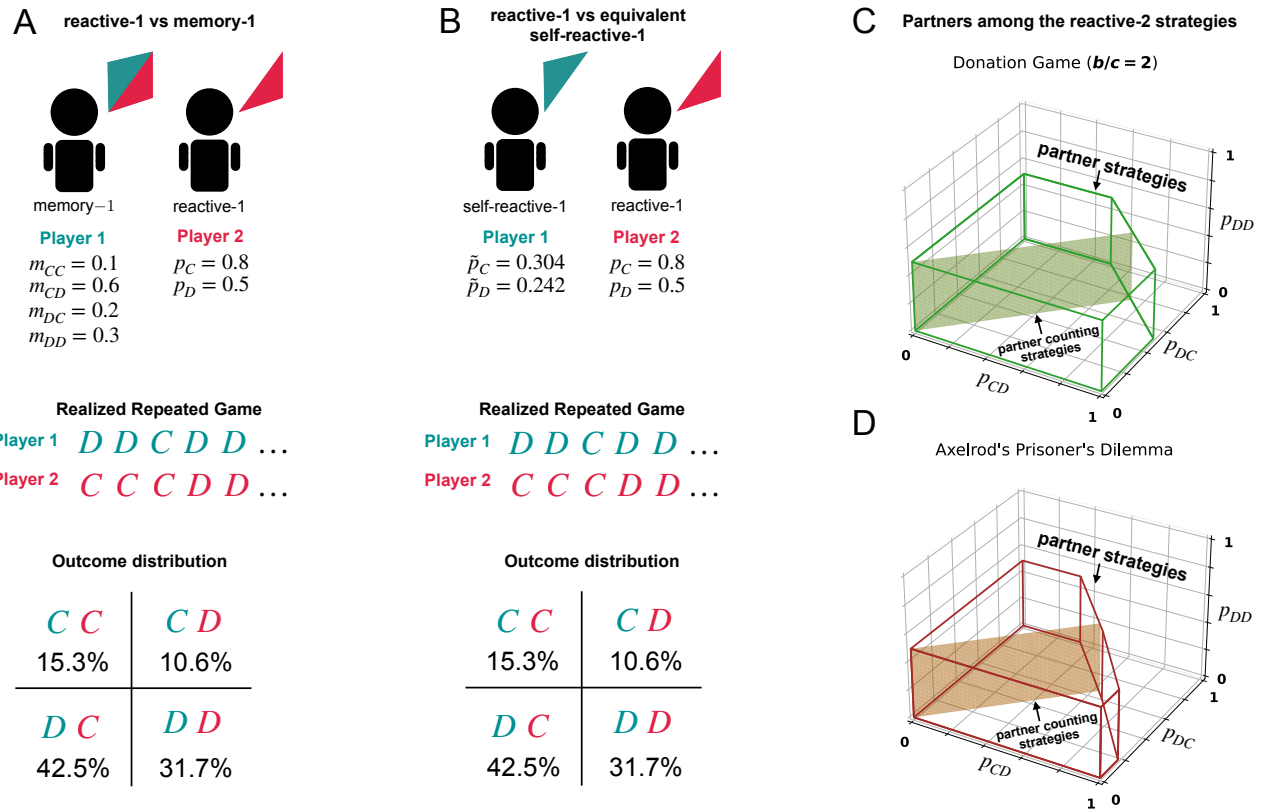 A
reactive-1 vs memory-1
memory−1
reactive-1
Player 1
Player 2
m_CC = 0.1
p_C = 0.8
m_CD = 0.6
p_D = 0.5
m_DC = 0.2
m_DD = 0.3
Realized Repeated Game
Player 1 D D C D D ...
Player 2 C C C D D ...
Outcome distribution
C C
C D
15.3%
10.6%
D C
D D
42.5%
31.7%
B
reactive-1 vs equivalent
self-reactive-1
self-reactive-1
reactive-1
Player 1
Player 2
p̃_C = 0.304
p_C = 0.8
p̃_D = 0.242
p_D = 0.5
Realized Repeated Game
Player 1 D D C D D ...
Player 2 C C C D D ...
Outcome distribution
C C
C D
15.3%
10.6%
D C
D D
42.5%
31.7%
C
Partners among the reactive-2 strategies
Donation Game (b/c = 2)
partner strategies
partner counting
strategies
1
p_DD
0
1
p_DC
0
0
p_CD
1
D
Axelrod's Prisoner's Dilemma
partner strategies
partner counting
strategies
1
p_DD
0
1
p_DC
0
0
p_CD
1